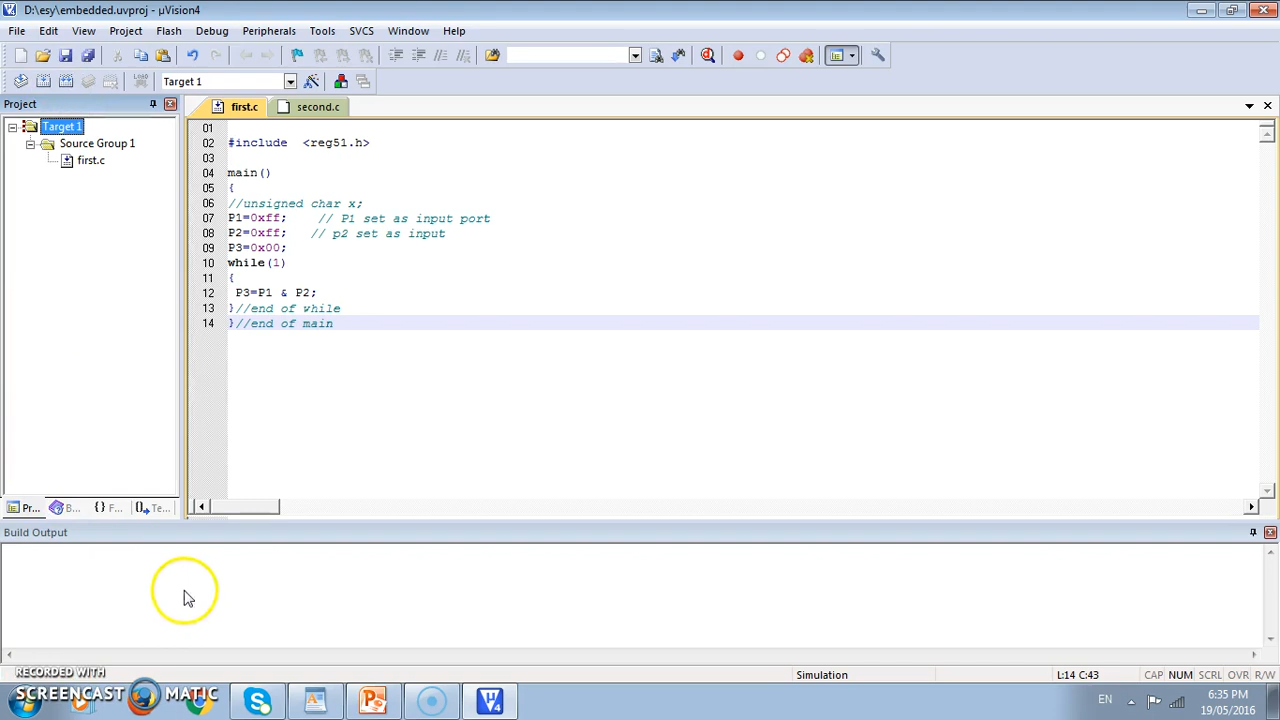 D:\esy\embedded.uvproj - µVision4
File Edit View Project Flash Debug Peripherals Tools SVCS Window Help
LOAD Target 1
Project
first.c second.c
Target 1
Source Group 1
first.c
01
02 #include <reg51.h>
03
04 main()
05 {
06 //unsigned char x;
07 P1=0xff; // P1 set as input port
08 P2=0xff; // p2 set as input
09 P3=0x00;
10 while(1)
11 {
12 P3=P1 & P2;
13 }//end of while
14 }//end of main
Pr... B... {} F... Te...
Build Output
Simulation L:14 C:43 CAP NUM SCRL OVR R/W
RECORDED WITH
SCREENCAST MATIC
EN 6:35 PM
19/05/2016